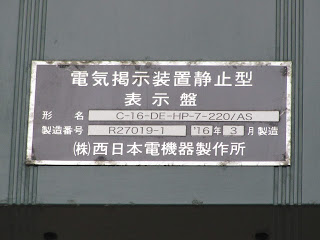 電気掲示装置静止型
表示盤
形名 C-16-DE-HP-7-220/AS
製造番号 R27019-1 '16年3月製造
(株)西日本電機器製作所